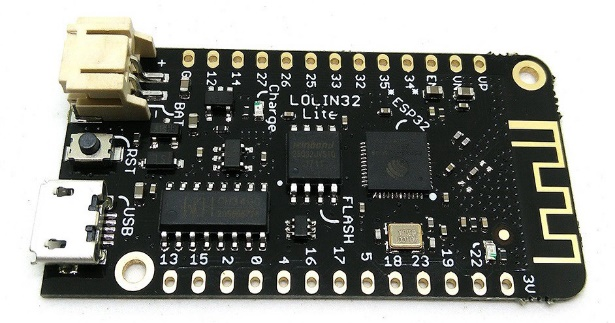 G 12 14 27 26 25 33 32 35* 34* EN VN VP
+
BAT
-
Charge
LOLIN32
Lite
ESP32
RST
USB
FLASH
13 15 2 0 4 16 17 5 18 23 19 22 3V